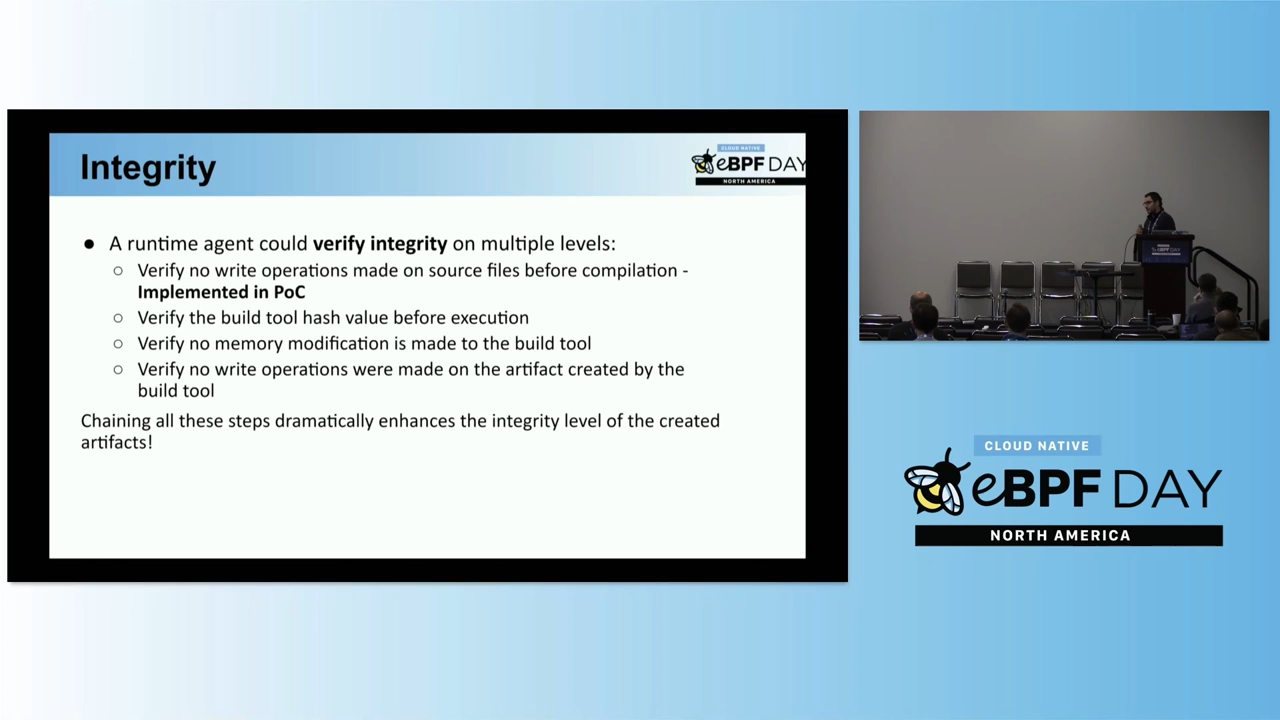 Integrity
CLOUD NATIVE
eBPF DAY
NORTH AMERICA
● A runtime agent could verify integrity on multiple levels:
○ Verify no write operations made on source files before compilation -
Implemented in PoC
○ Verify the build tool hash value before execution
○ Verify no memory modification is made to the build tool
○ Verify no write operations were made on the artifact created by the
build tool
Chaining all these steps dramatically enhances the integrity level of the created
artifacts!
CLOUD NATIVE
eBPF DAY
NORTH AMERICA